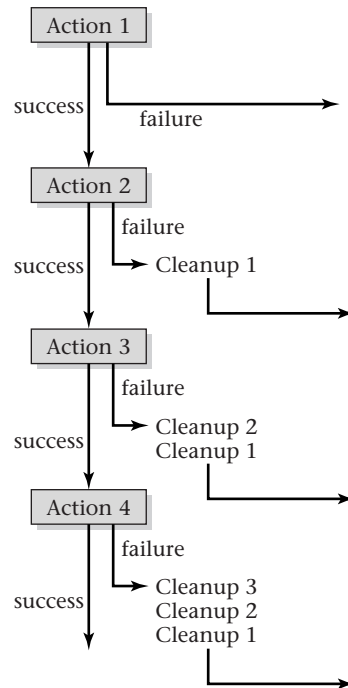 Action 1
success
failure
Action 2
failure
success
Cleanup 1
Action 3
failure
success
Cleanup 2
Cleanup 1
Action 4
failure
success
Cleanup 3
Cleanup 2
Cleanup 1